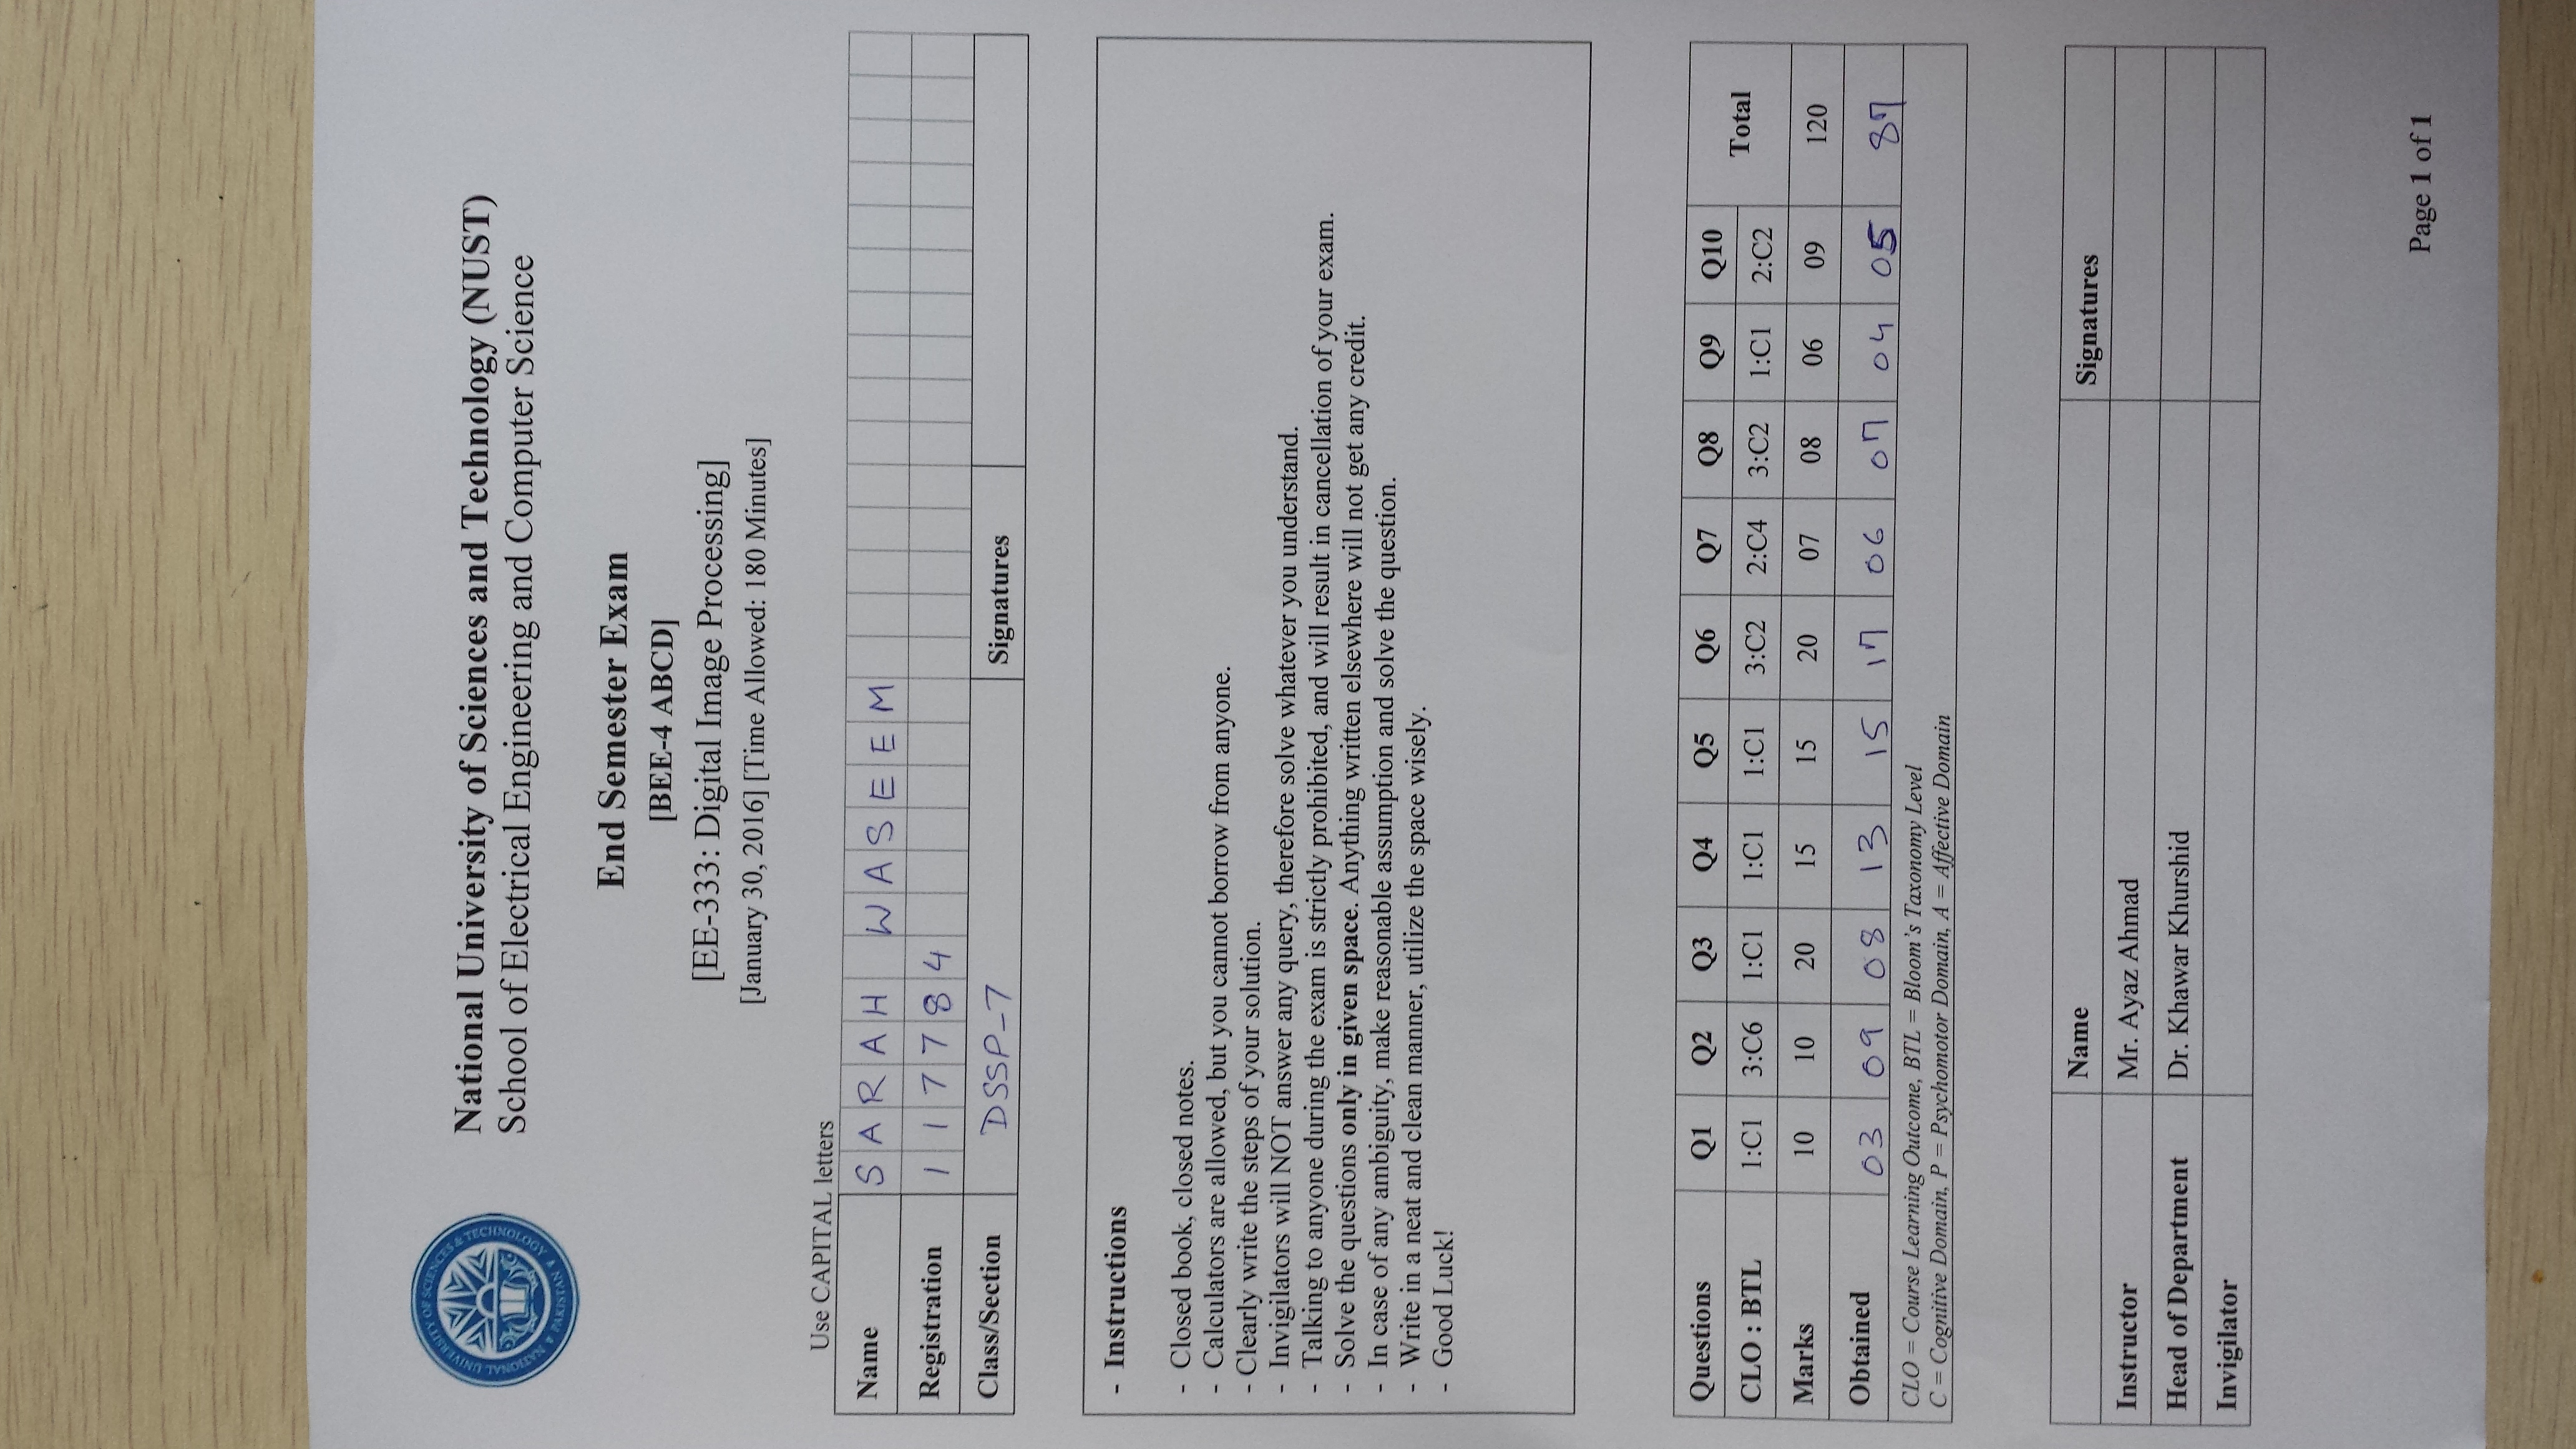 NATIONAL UNIVERSITY OF SCIENCES & TECHNOLOGY
PAKISTAN
National University of Sciences and Technology (NUST)
School of Electrical Engineering and Computer Science
End Semester Exam
[BEE-4 ABCD]
[EE-333: Digital Image Processing]
[January 30, 2016] [Time Allowed: 180 Minutes]
Use CAPITAL letters
Name SARAH WASEEM
Registration 117784
Class/Section DSSP-7 Signatures
- Instructions
- Closed book, closed notes.
- Calculators are allowed, but you cannot borrow from anyone.
- Clearly write the steps of your solution.
- Invigilators will NOT answer any query, therefore solve whatever you understand.
- Talking to anyone during the exam is strictly prohibited, and will result in cancellation of your exam.
- Solve the questions only in given space. Anything written elsewhere will not get any credit.
- In case of any ambiguity, make reasonable assumption and solve the question.
- Write in a neat and clean manner, utilize the space wisely.
- Good Luck!
Questions Q1 Q2 Q3 Q4 Q5 Q6 Q7 Q8 Q9 Q10 Total
CLO : BTL 1:C1 3:C6 1:C1 1:C1 1:C1 3:C2 2:C4 3:C2 1:C1 2:C2
Marks 10 10 20 15 15 20 07 08 06 09 120
Obtained 03 09 08 13 15 17 06 07 04 05 87
CLO = Course Learning Outcome, BTL = Bloom's Taxonomy Level
C = Cognitive Domain, P = Psychomotor Domain, A = Affective Domain
Name Signatures
Instructor Mr. Ayaz Ahmad
Head of Department Dr. Khawar Khurshid
Invigilator
Page 1 of 1